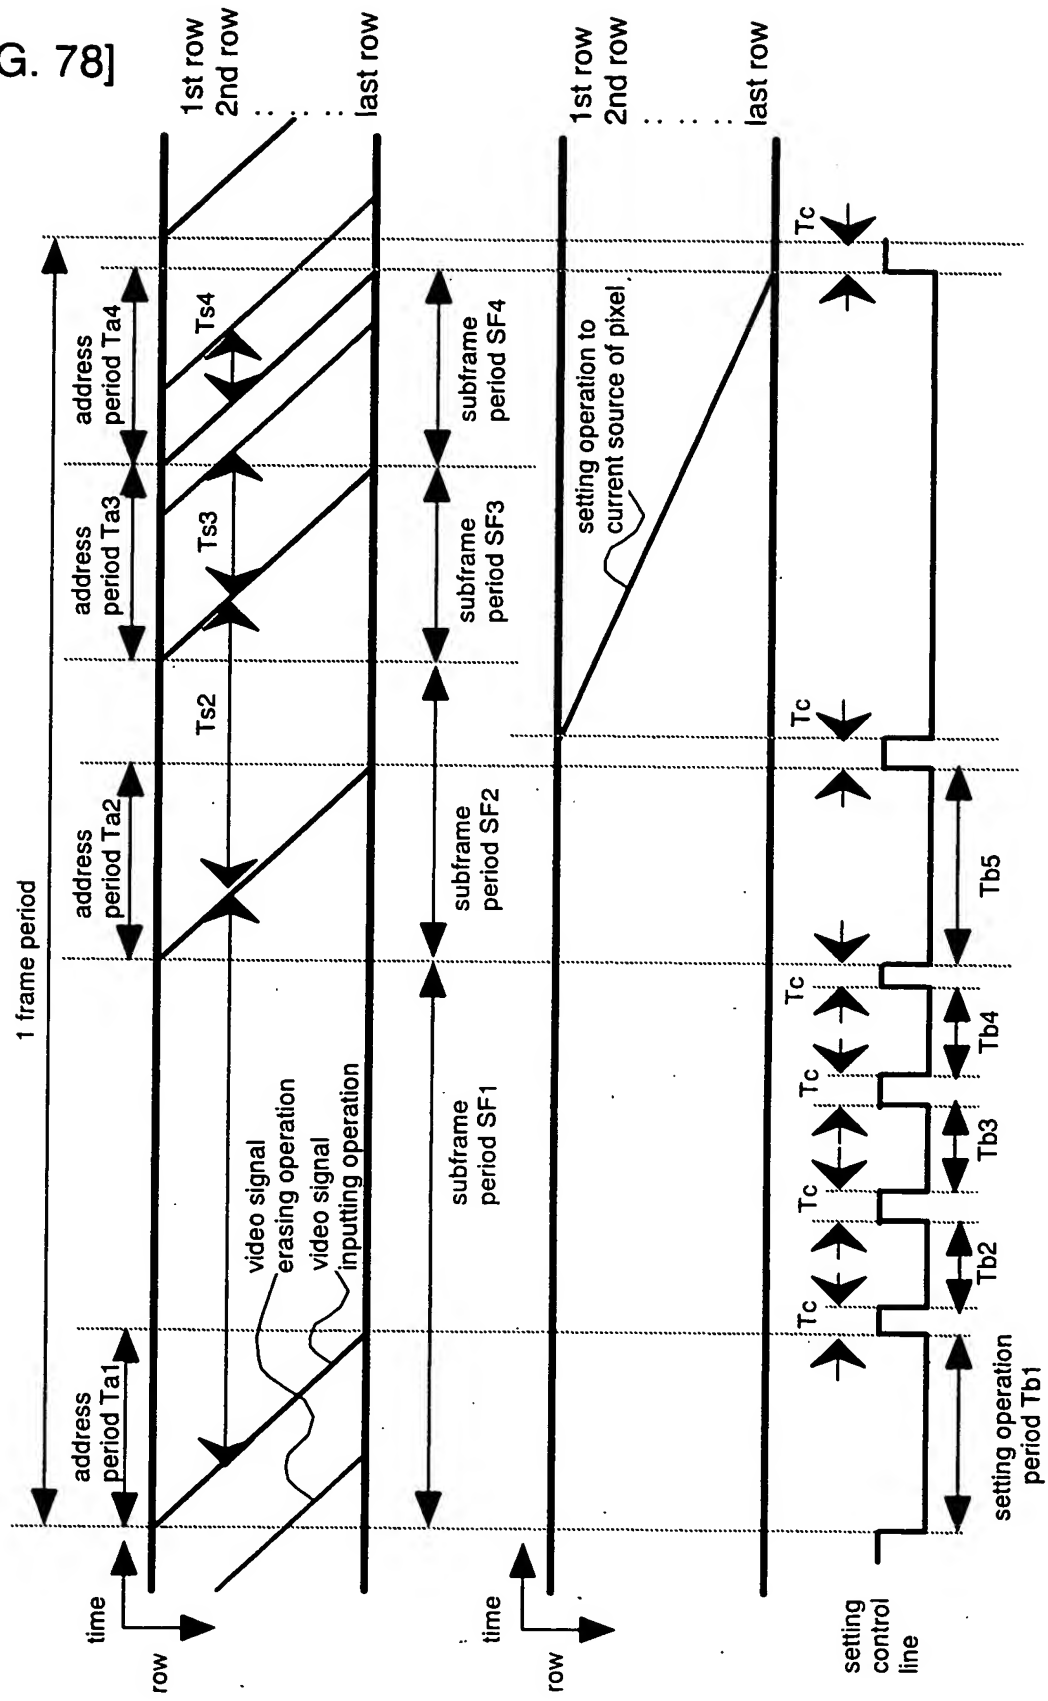 G. 78]
1 frame period
address
period Ta1
address
period Ta2
address
period Ta3
address
period Ta4
time
row
1st row
2nd row
last row
Ts2
Ts3
Ts4
video signal
erasing operation
video signal
inputting operation
subframe
period SF1
subframe
period SF2
subframe
period SF3
subframe
period SF4
time
row
1st row
2nd row
last row
setting operation to
current source of pixel
setting
control
line
Tc
Tc
Tc
Tc
Tc
Tc
setting operation
period Tb1
Tb2
Tb3
Tb4
Tb5